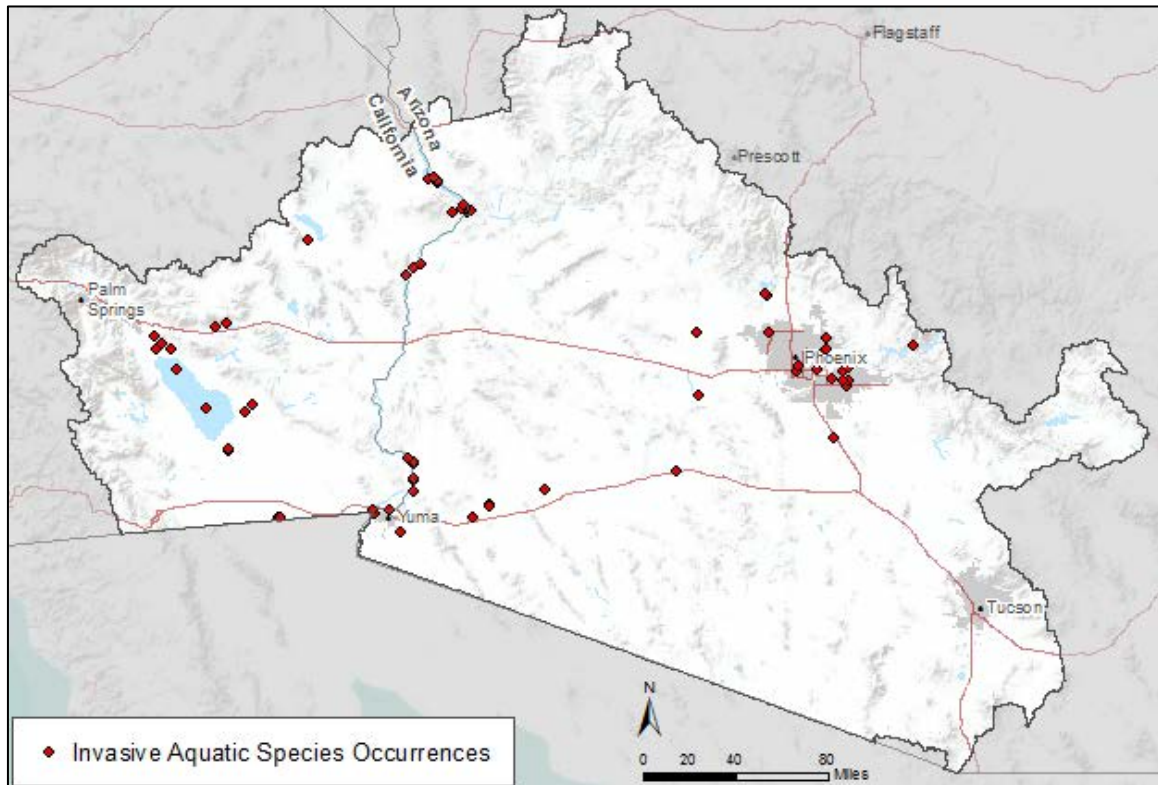 Flagstaff
Arizona
California
Prescott
Palm
Springs
Phoenix
Yuma
Tucson
N
Invasive Aquatic Species Occurrences
0 20 40 80
Miles